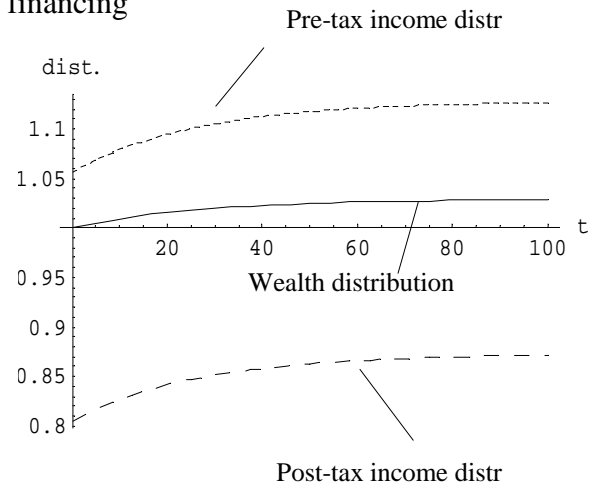 financing
Pre-tax income distr
dist.
1.1
1.05
t
20 40 60 80 100
0.95
Wealth distribution
0.9
0.85
0.8
Post-tax income distr